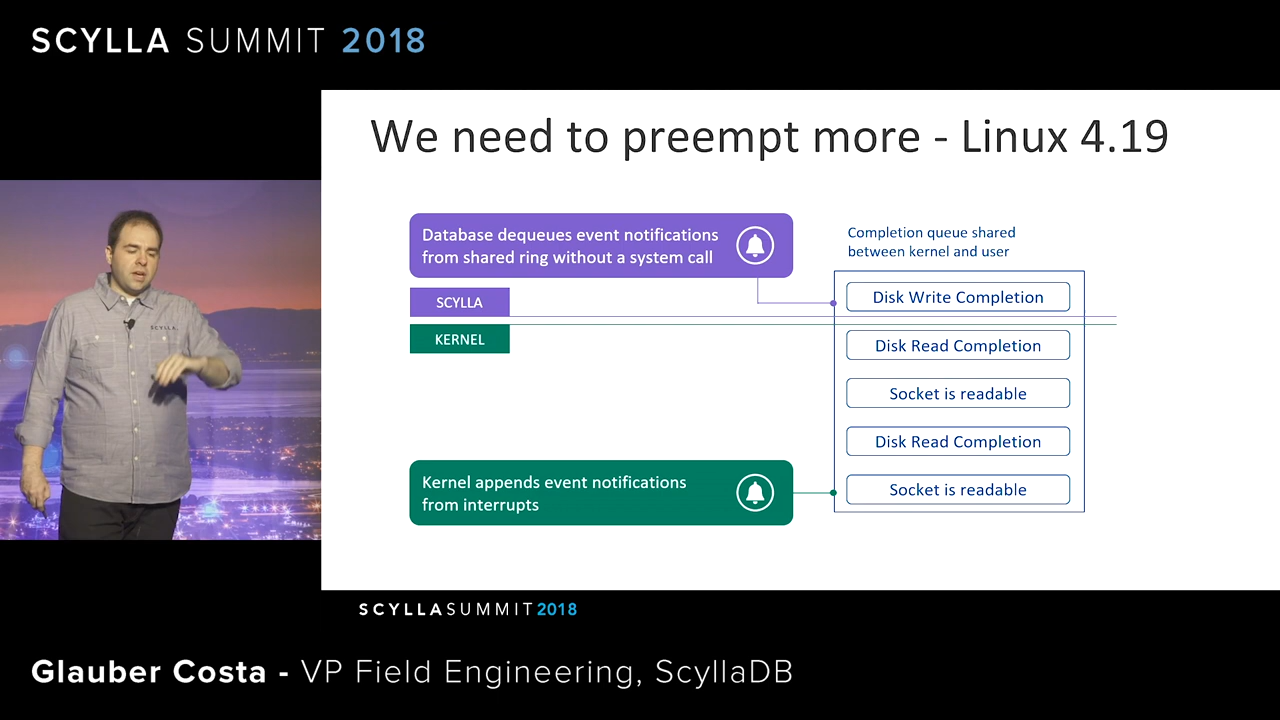 SCYLLA SUMMIT 2018
We need to preempt more - Linux 4.19
Database dequeues event notifications
from shared ring without a system call
Completion queue shared
between kernel and user
SCYLLA
KERNEL
Disk Write Completion
Disk Read Completion
Socket is readable
Disk Read Completion
Socket is readable
Kernel appends event notifications
from interrupts
SCYLLA
SCYLLASUMMIT2018
Glauber Costa - VP Field Engineering, ScyllaDB